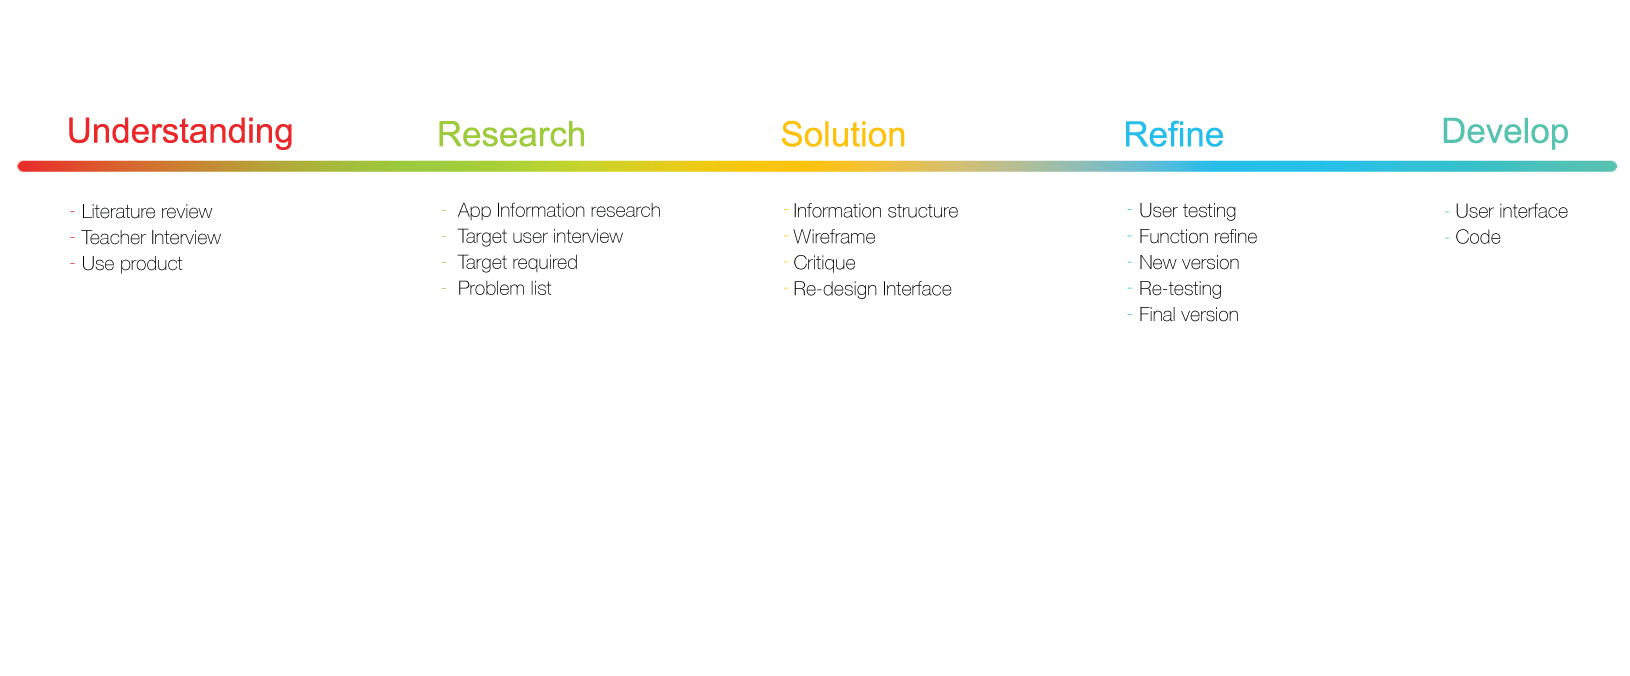 Understanding
- Literature review
- Teacher Interview
- Use product
Research
- App Information research
- Target user interview
- Target required
- Problem list
Solution
- Information structure
- Wireframe
- Critique
- Re-design Interface
Refine
- User testing
- Function refine
- New version
- Re-testing
- Final version
Develop
- User interface
- Code